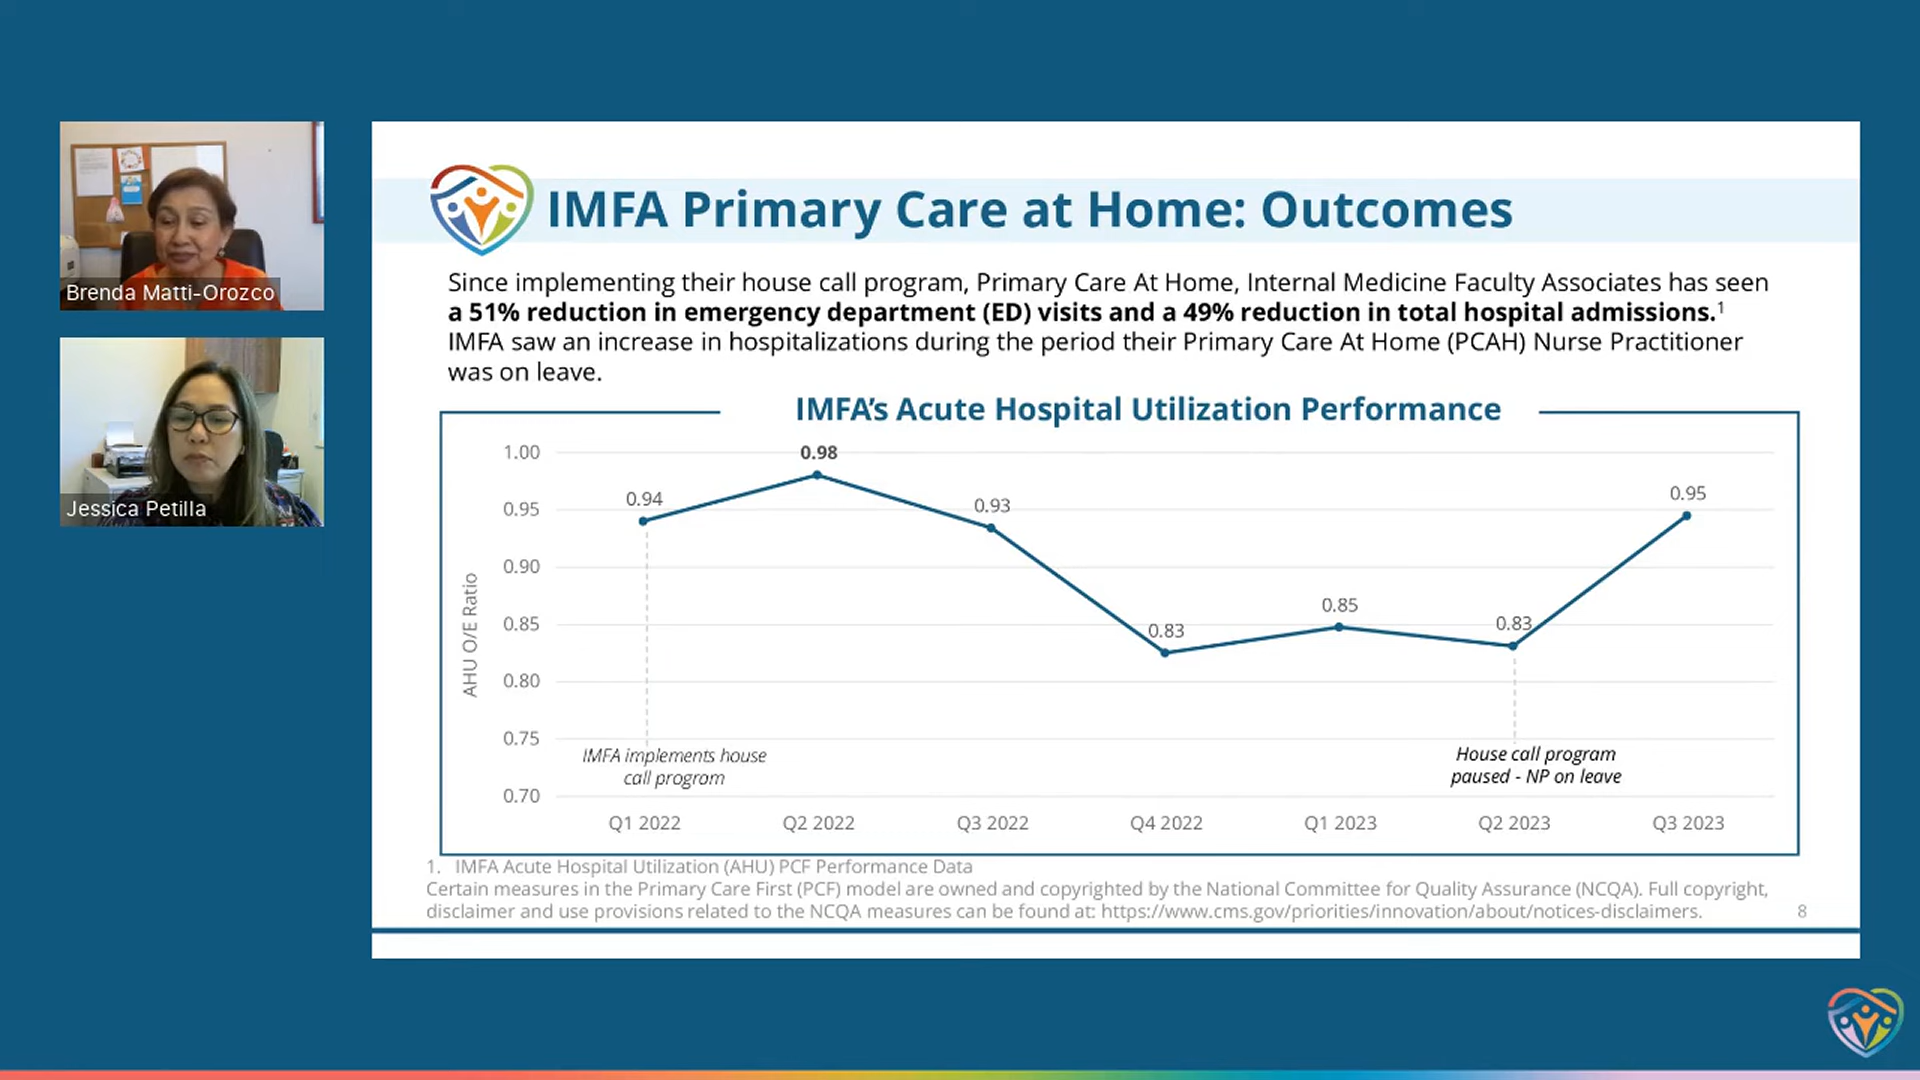 Brenda Matti-Orozco
Jessica Petilla
IMFA Primary Care at Home: Outcomes
Since implementing their house call program, Primary Care At Home, Internal Medicine Faculty Associates has seen
a 51% reduction in emergency department (ED) visits and a 49% reduction in total hospital admissions.1
IMFA saw an increase in hospitalizations during the period their Primary Care At Home (PCAH) Nurse Practitioner
was on leave.
IMFA's Acute Hospital Utilization Performance
AHU O/E Ratio
1.00
0.95
0.90
0.85
0.80
0.75
0.70
0.94
0.98
0.93
0.83
0.85
0.83
0.95
IMFA implements house
call program
House call program
paused - NP on leave
Q1 2022
Q2 2022
Q3 2022
Q4 2022
Q1 2023
Q2 2023
Q3 2023
1. IMFA Acute Hospital Utilization (AHU) PCF Performance Data
Certain measures in the Primary Care First (PCF) model are owned and copyrighted by the National Committee for Quality Assurance (NCQA). Full copyright,
disclaimer and use provisions related to the NCQA measures can be found at: https://www.cms.gov/priorities/innovation/about/notices-disclaimers.
8